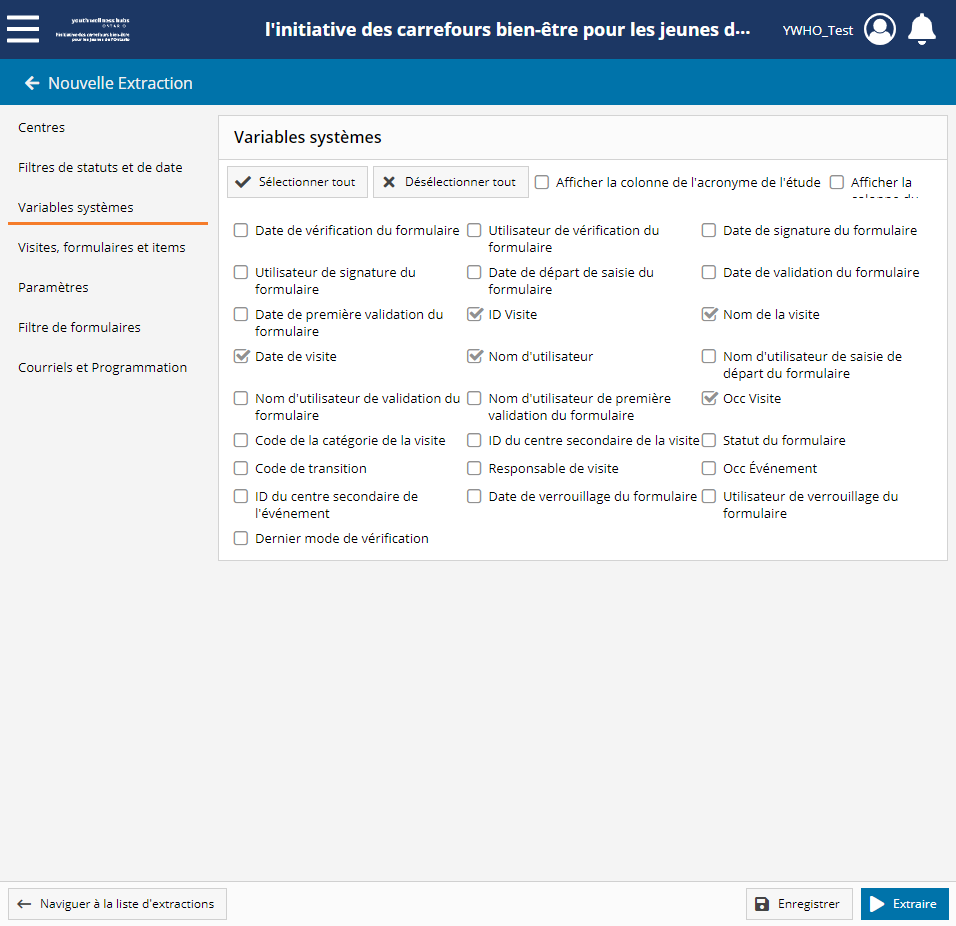 youth wellness hubs
ONTARIO
l'initiative des carrefours bien-être
pour les jeunes de l'Ontario
l'initiative des carrefours bien-être pour les jeunes d...
YWHO_Test
Nouvelle Extraction
Centres
Filtres de statuts et de date
Variables systèmes
Visites, formulaires et items
Paramètres
Filtre de formulaires
Courriels et Programmation
Variables systèmes
Sélectionner tout
Désélectionner tout
Afficher la colonne de l'acronyme de l'étude
Afficher la
colonne du
Date de vérification du formulaire
Utilisateur de vérification du
formulaire
Date de signature du formulaire
Utilisateur de signature du
formulaire
Date de départ de saisie du
formulaire
Date de validation du formulaire
Date de première validation du
formulaire
ID Visite
Nom de la visite
Date de visite
Nom d'utilisateur
Nom d'utilisateur de saisie de
départ du formulaire
Nom d'utilisateur de validation du
formulaire
Nom d'utilisateur de première
validation du formulaire
Occ Visite
Code de la catégorie de la visite
ID du centre secondaire de la visite
Statut du formulaire
Code de transition
Responsable de visite
Occ Événement
ID du centre secondaire de
l'événement
Date de verrouillage du formulaire
Utilisateur de verrouillage du
formulaire
Dernier mode de vérification
Naviguer à la liste d'extractions
Enregistrer
Extraire